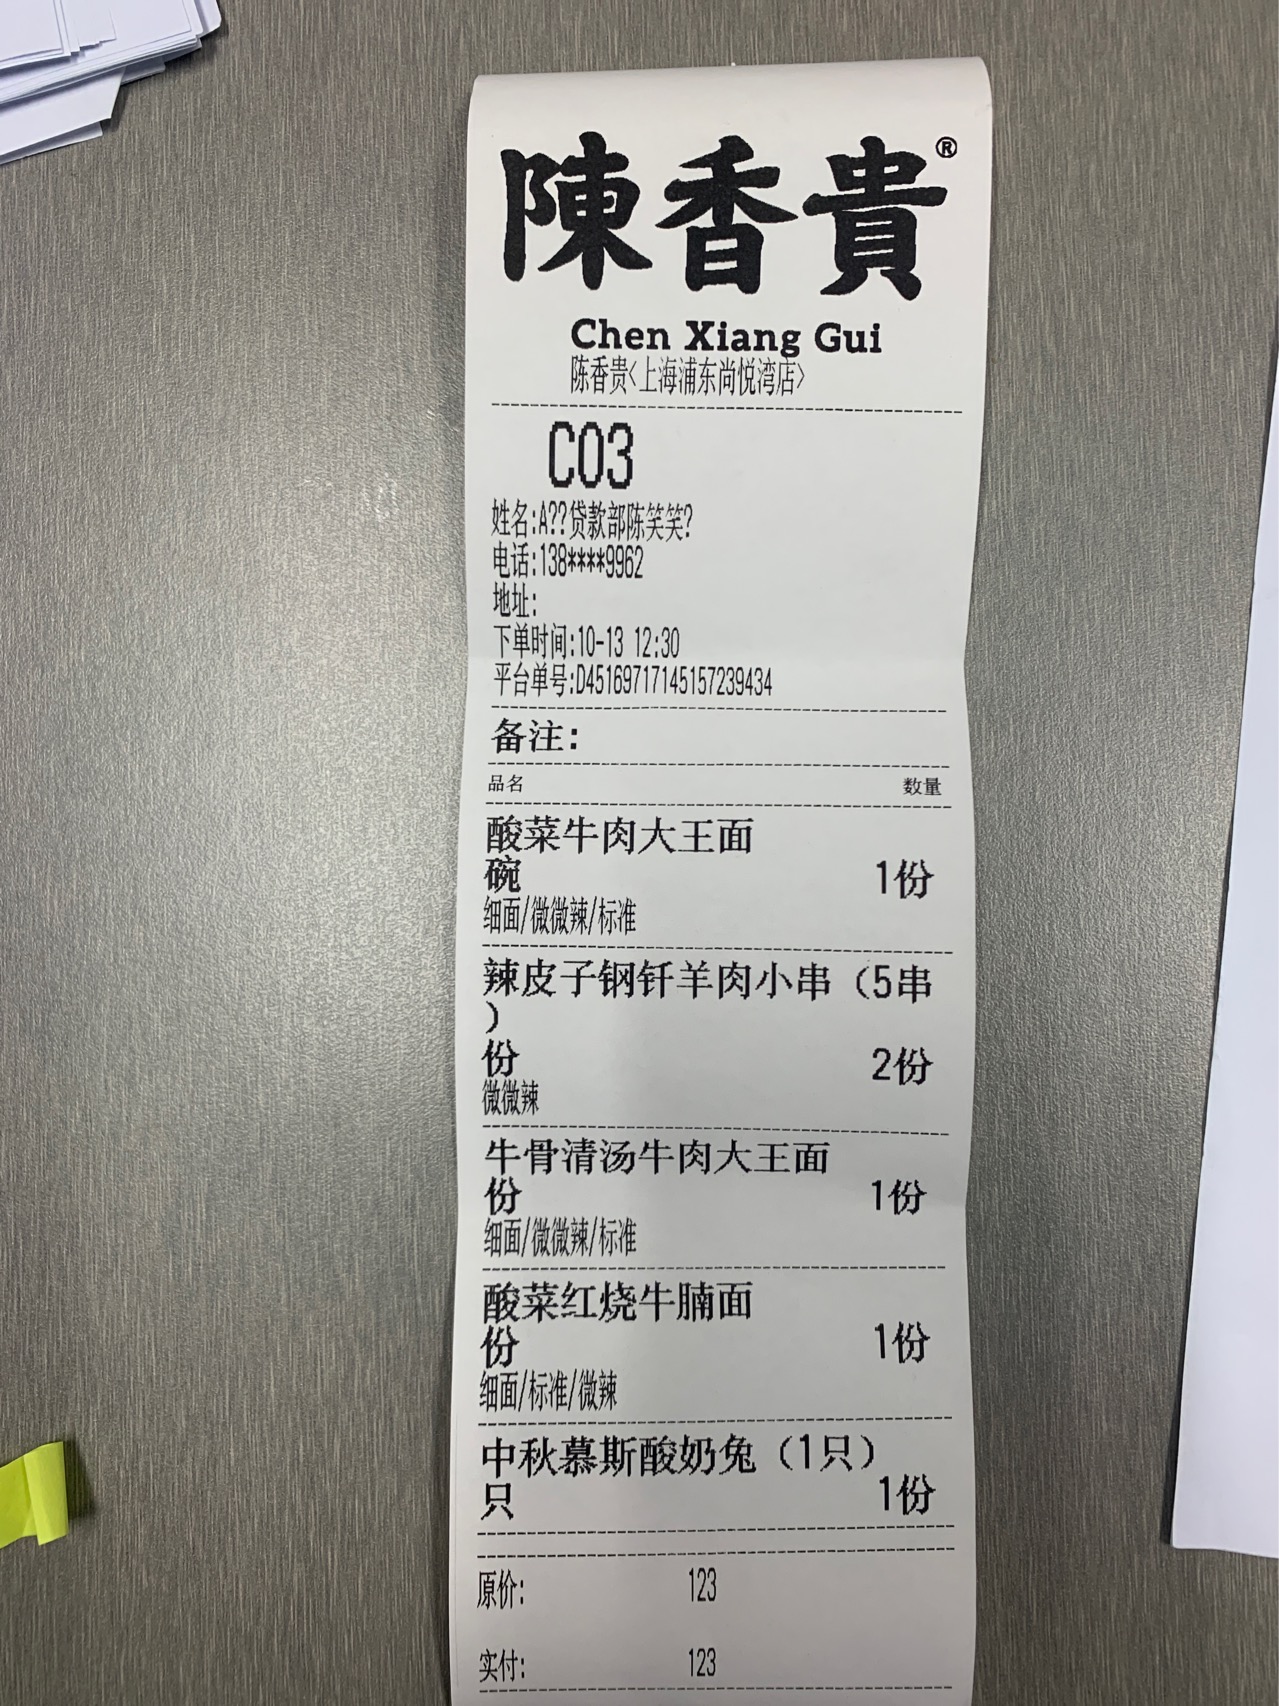 陳香貴®
Chen Xiang Gui
陈香贵<上海浦东尚悦湾店>
C03
姓名:A??贷款部陈笑笑?
电话:138****9962
地址:
下单时间:10-13 12:30
平台单号:D45169717145157239434
备注:
品名 数量
酸菜牛肉大王面
碗 1份
细面/微微辣/标准
辣皮子钢钎羊肉小串（5串
）
份 2份
微微辣
牛骨清汤牛肉大王面
份 1份
细面/微微辣/标准
酸菜红烧牛腩面
份 1份
细面/标准/微辣
中秋慕斯酸奶兔（1只）
只 1份
原价: 123
实付: 123